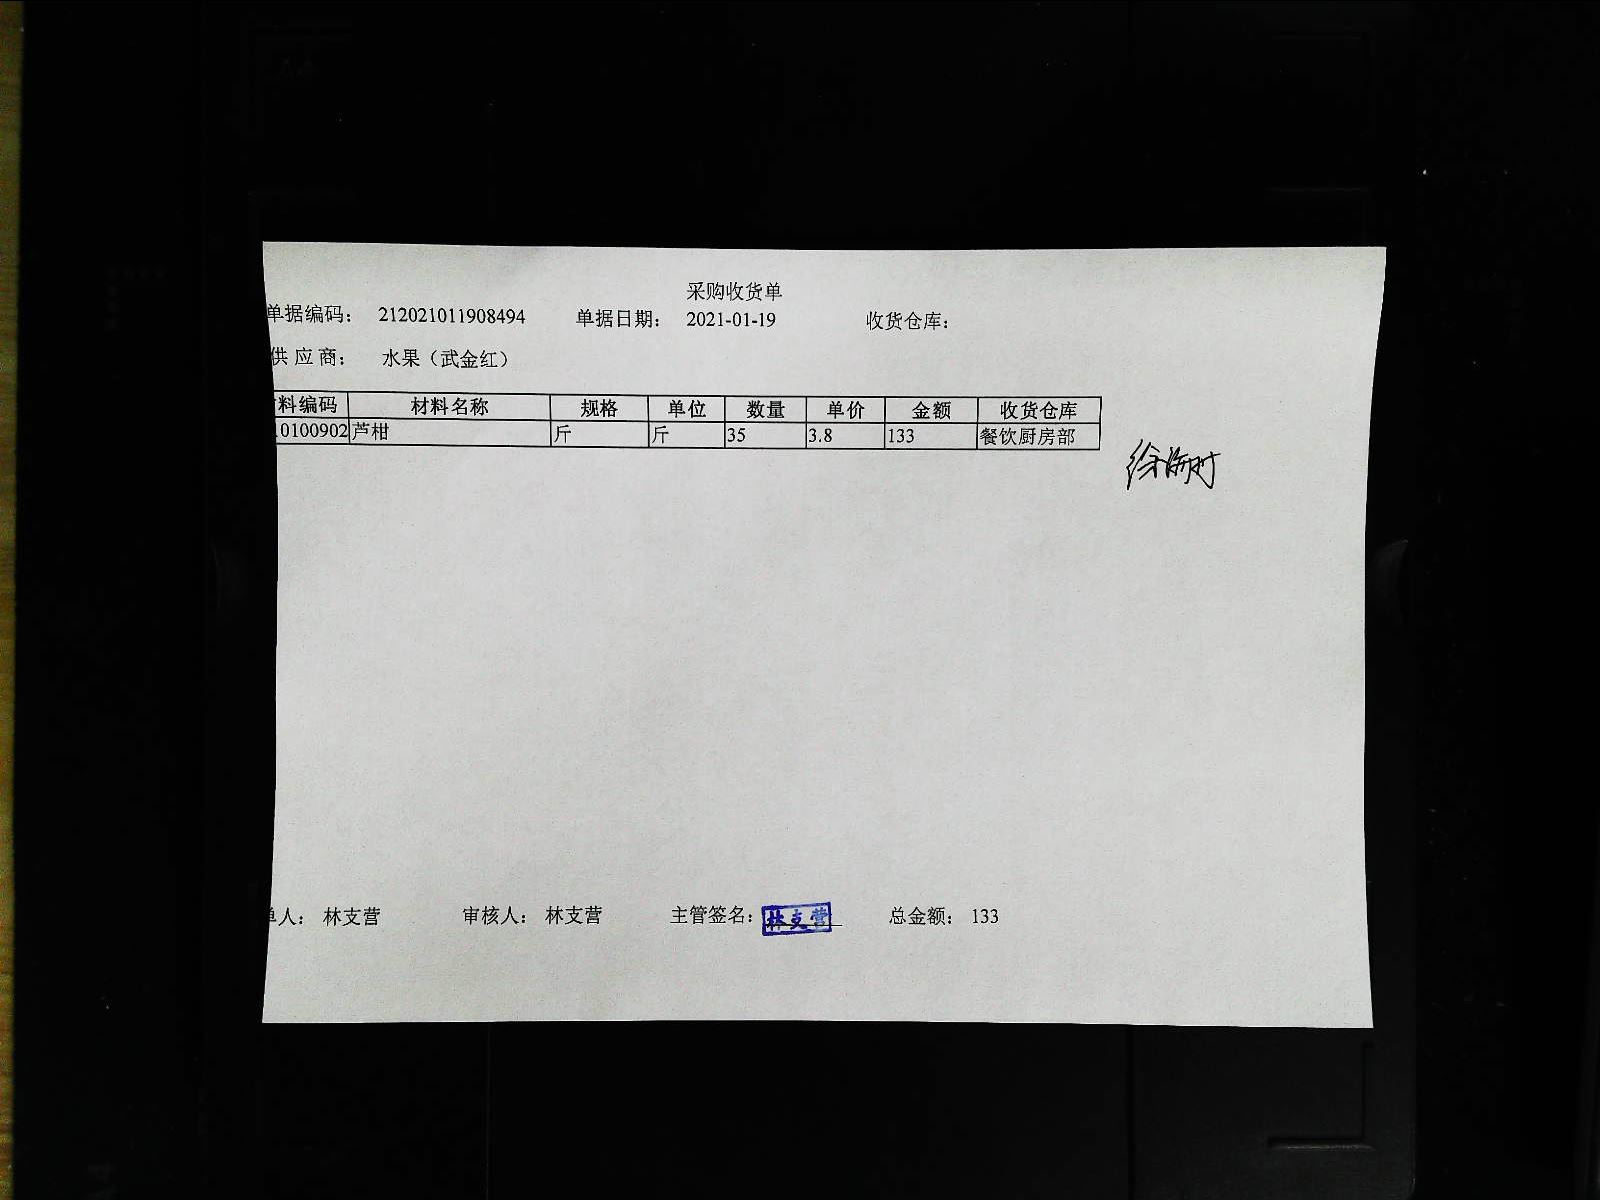 采购收货单
单据编码： 212021011908494 单据日期： 2021-01-19 收货仓库：
供应商： 水果（武金红）
料编码 材料名称 规格 单位 数量 单价 金额 收货仓库
0100902 芦柑 斤 斤 35 3.8 133 餐饮厨房部
单人： 林支营 审核人： 林支营 主管签名： 林支营 总金额： 133